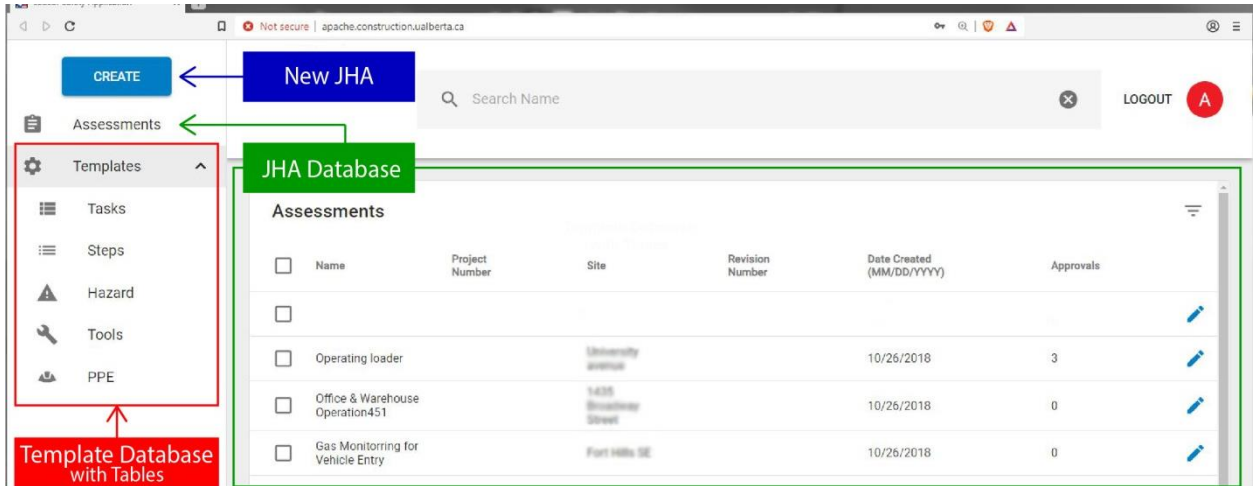 Not secure | apache.construction.ualberta.ca
CREATE
New JHA
Search Name
LOGOUT A
Assessments
Templates
JHA Database
Tasks
Steps
Hazard
Tools
PPE
Template Database
with Tables
Assessments
Name Project Number Site Revision Number Date Created (MM/DD/YYYY) Approvals
Operating loader University avenue 10/26/2018 3
Office & Warehouse 1435 Broadway Street 10/26/2018 0
Operation451
Gas Monitorring for Fort Hills SE 10/26/2018 0
Vehicle Entry